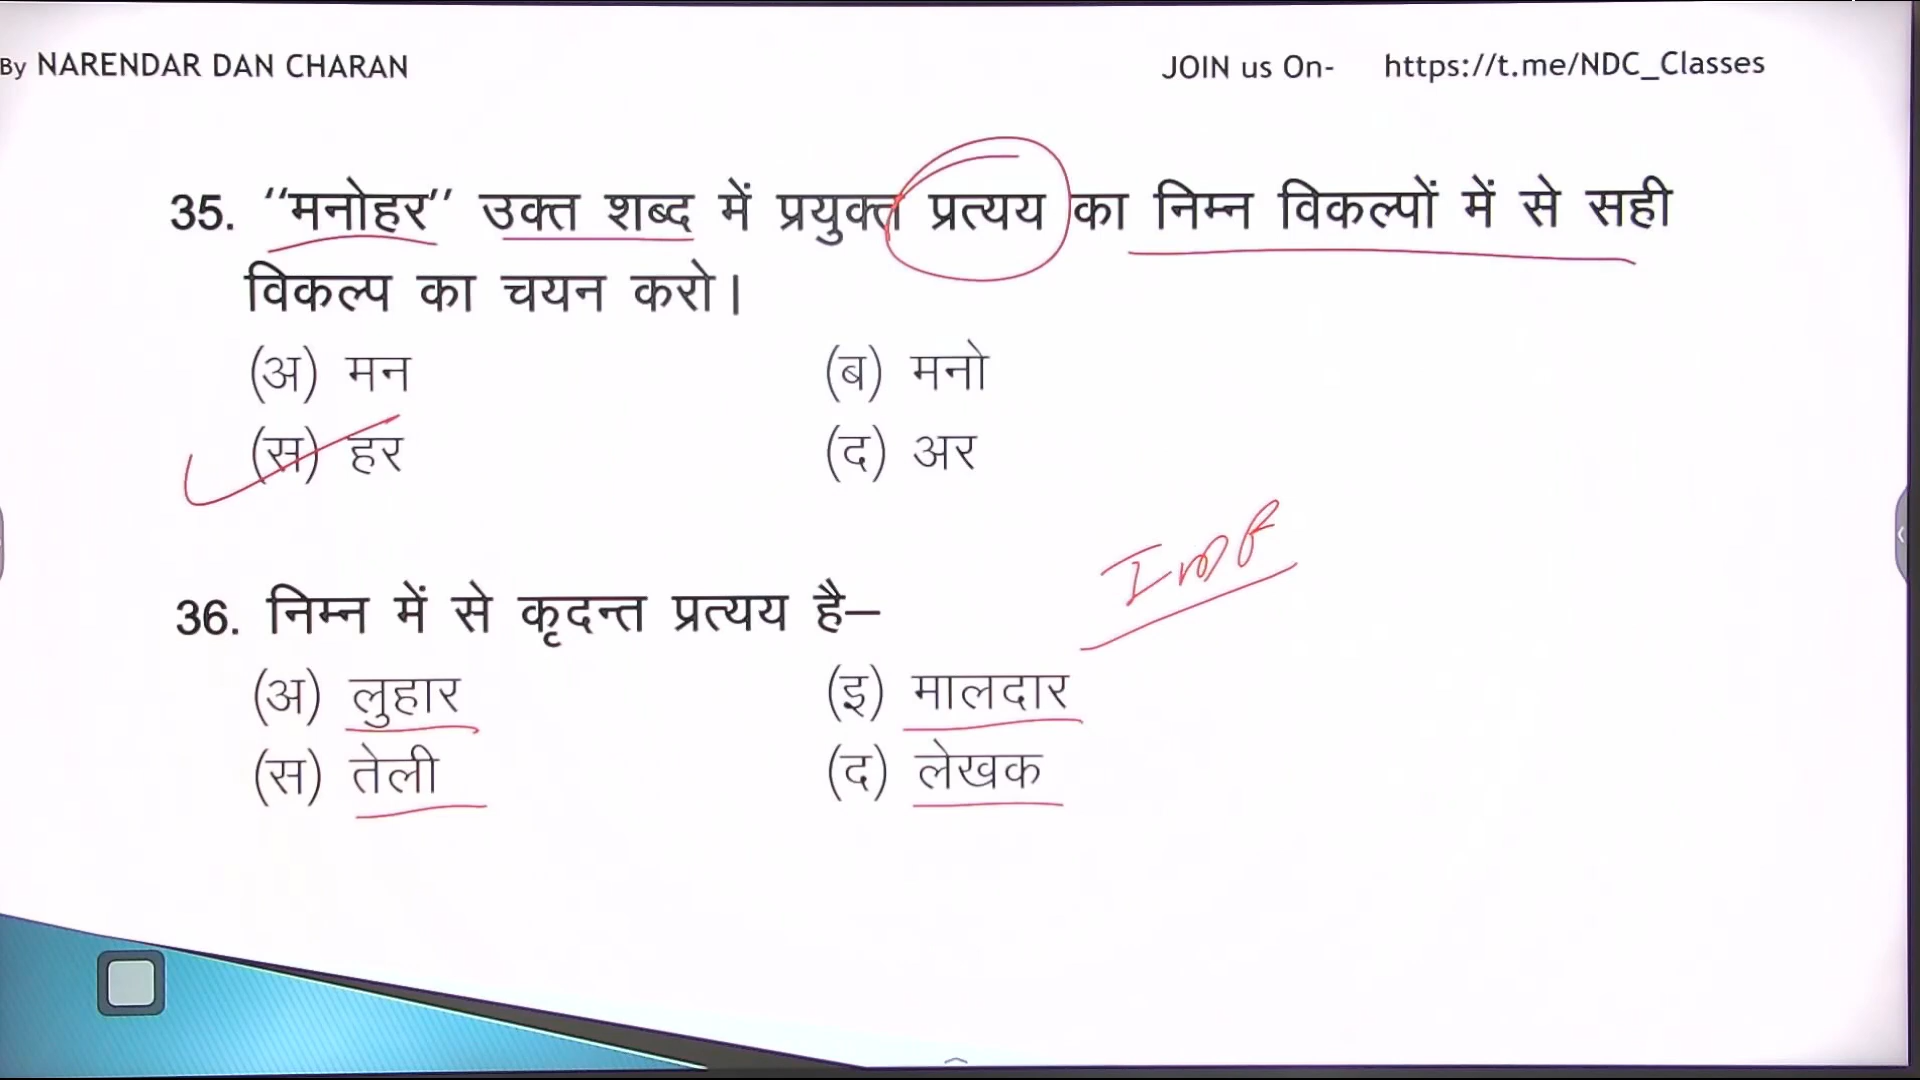 By NARENDAR DAN CHARAN
JOIN us On- https://t.me/NDC_Classes
35. ‘‘मनोहर’’ उक्त शब्द में प्रयुक्त प्रत्यय का निम्न विकल्पों में से सही
विकल्प का चयन करो।
(अ) मन (ब) मनो
(स) हर (द) अर
Imp
36. निम्न में से कृदन्त प्रत्यय है–
(अ) लुहार (इ) मालदार
(स) तेली (द) लेखक